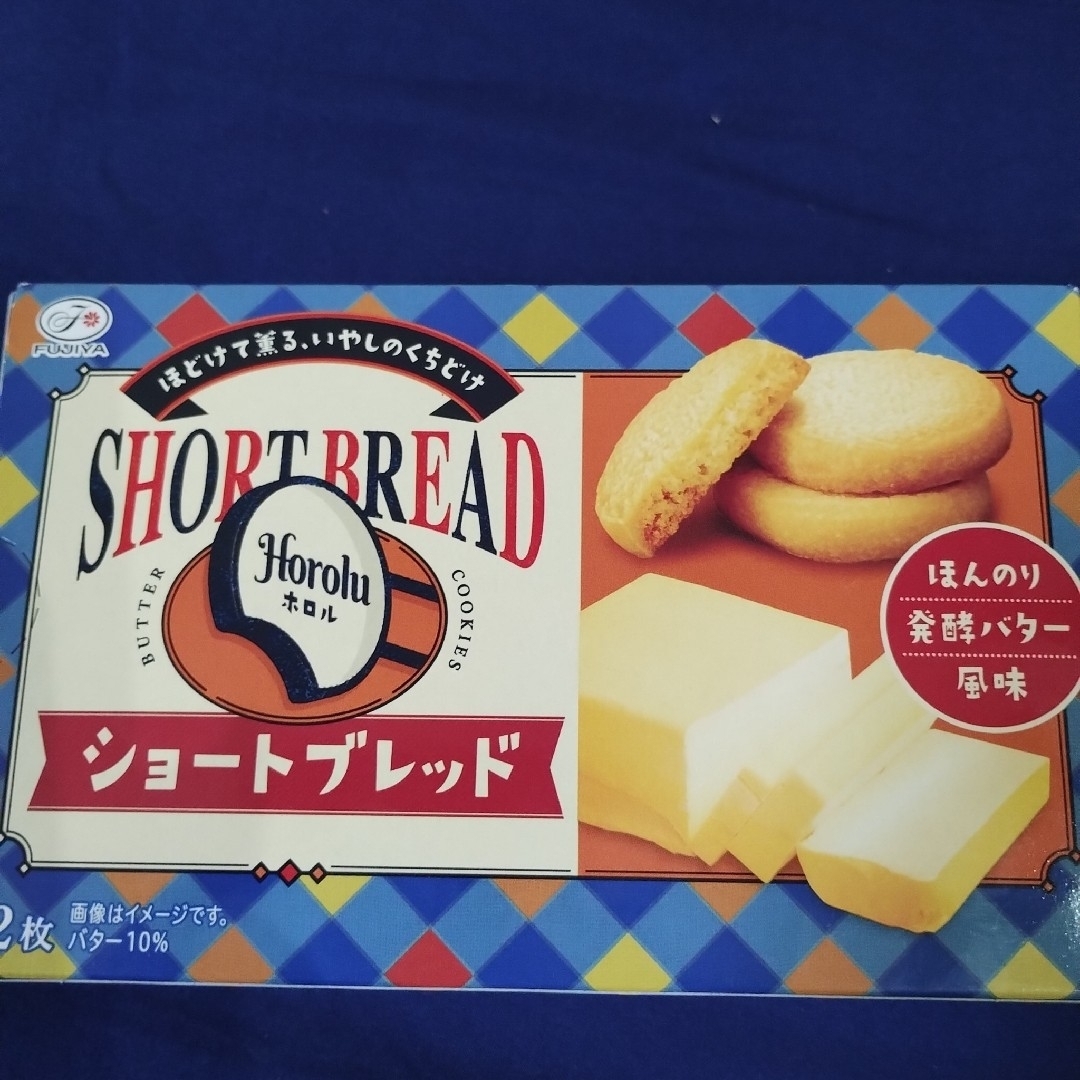 FUJIYA
ほどけて薫る、いやしのくちどけ
SHORTBREAD
Horolu
ホロル
BUTTER
COOKIES
ショートブレッド
ほんのり
発酵バター
風味
2枚
画像はイメージです。
バター10%